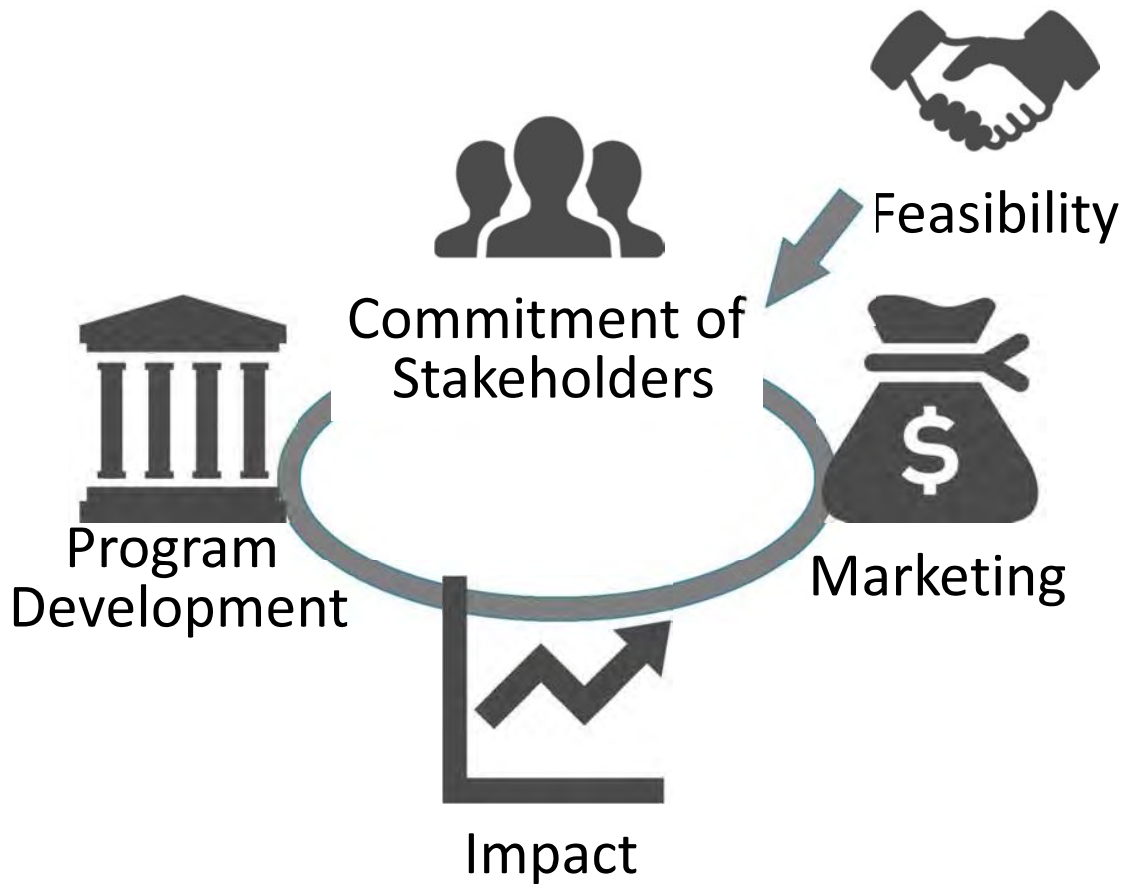 Feasibility
Commitment of
Stakeholders
$
Program
Development
Marketing
Impact